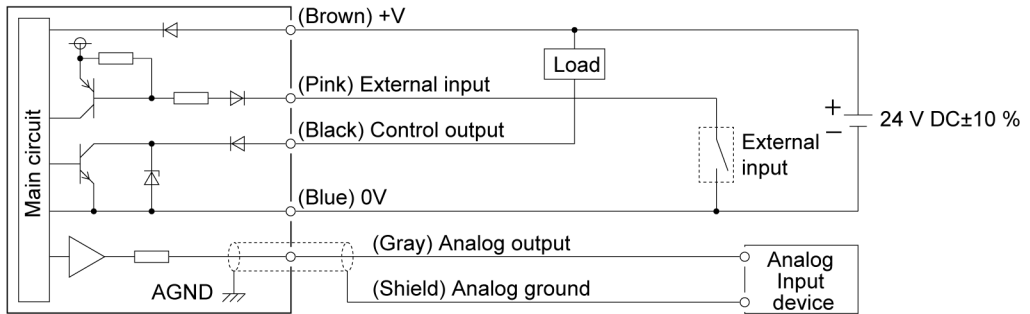 (Brown) +V
Load
(Pink) External input
(Black) Control output
+
−
24 V DC±10 %
External
input
Main circuit
(Blue) 0V
(Gray) Analog output
AGND
(Shield) Analog ground
Analog
Input
device